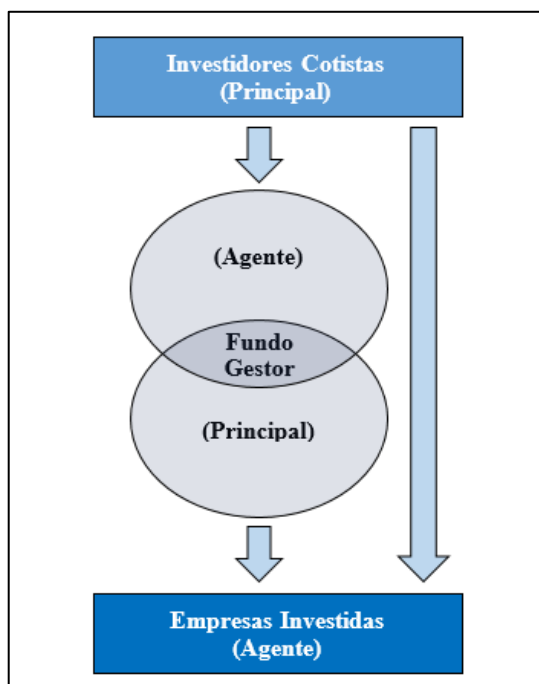 Investidores Cotistas
(Principal)
(Agente)
Fundo
Gestor
(Principal)
Empresas Investidas
(Agente)